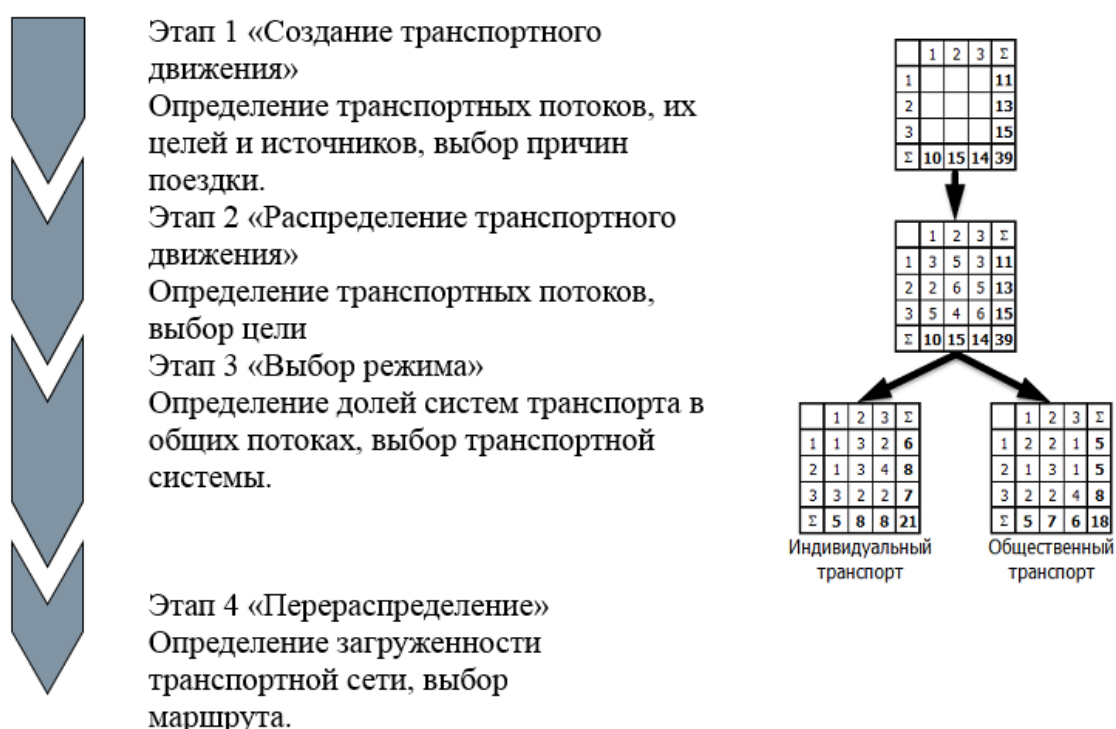 Этап 1 «Создание транспортного
движения»
Определение транспортных потоков, их
целей и источников, выбор причин
поездки.
Этап 2 «Распределение транспортного
движения»
Определение транспортных потоков,
выбор цели
Этап 3 «Выбор режима»
Определение долей систем транспорта в
общих потоках, выбор транспортной
системы.
Этап 4 «Перераспределение»
Определение загруженности
транспортной сети, выбор
маршрута.
1 2 3 Σ
1 11
2 13
3 15
Σ 10 15 14 39
1 2 3 Σ
1 3 5 3 11
2 2 6 5 13
3 5 4 6 15
Σ 10 15 14 39
1 2 3 Σ
1 1 3 2 6
2 1 3 4 8
3 3 2 2 7
Σ 5 8 8 21
Индивидуальный
транспорт
1 2 3 Σ
1 2 2 1 5
2 1 3 1 5
3 2 2 4 8
Σ 5 7 6 18
Общественный
транспорт